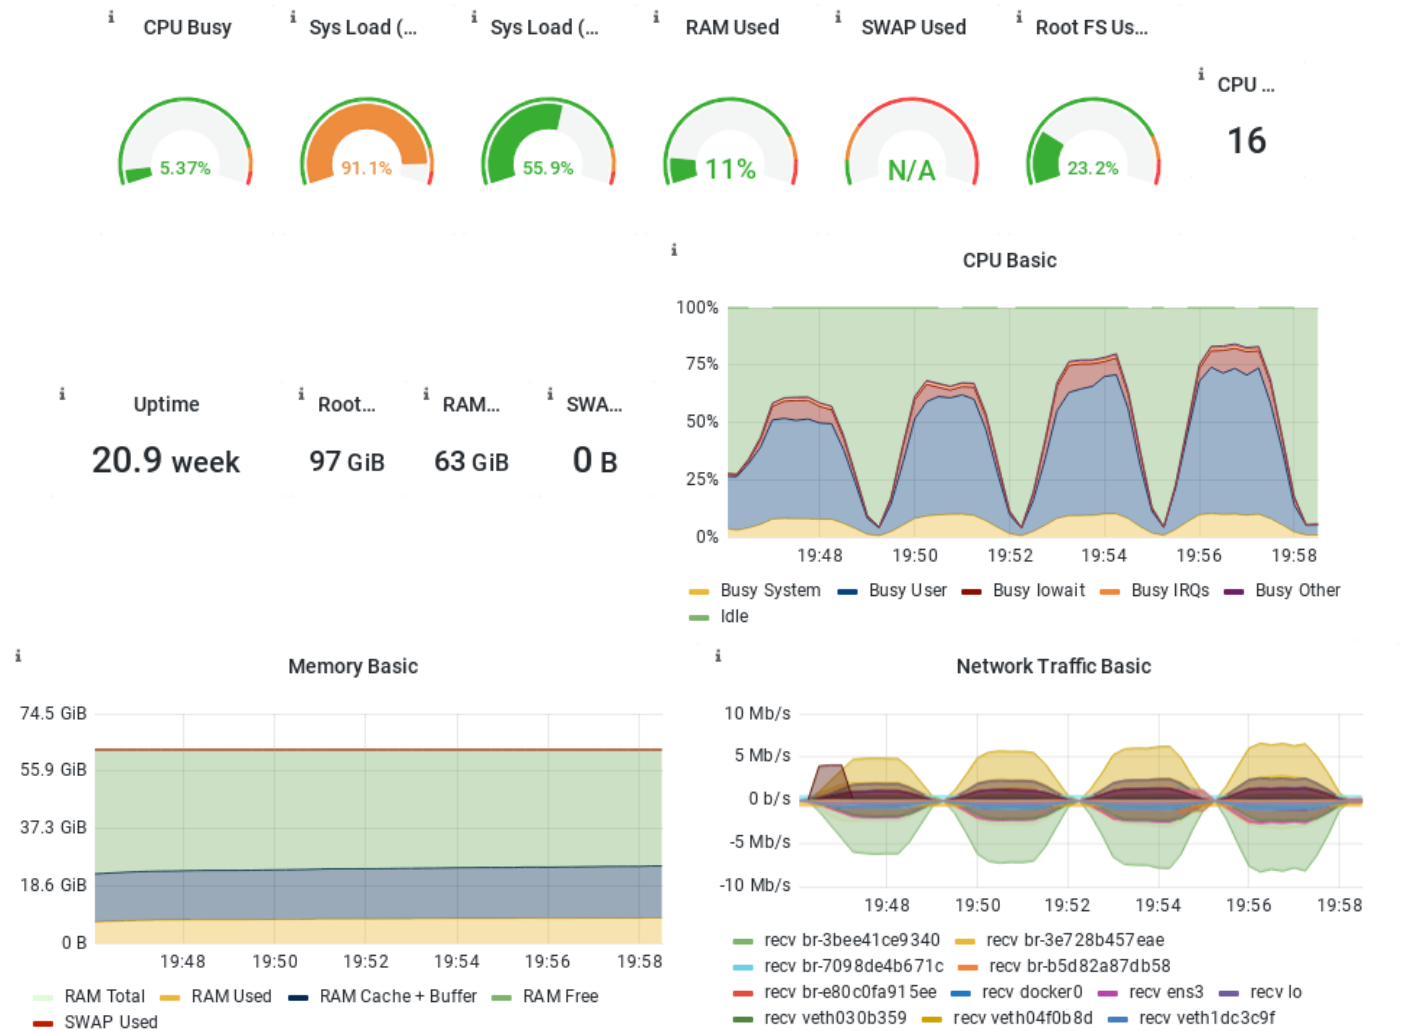 CPU Busy
Sys Load (...
Sys Load (...
RAM Used
SWAP Used
Root FS Us...
CPU ...
5.37%
91.1%
55.9%
11%
N/A
23.2%
16
Uptime
Root...
RAM...
SWA...
20.9 week
97 GiB
63 GiB
0 B
CPU Basic
100%
75%
50%
25%
0%
19:48 19:50 19:52 19:54 19:56 19:58
Busy System Busy User Busy Iowait Busy IRQs Busy Other
Idle
Memory Basic
74.5 GiB
55.9 GiB
37.3 GiB
18.6 GiB
0 B
19:48 19:50 19:52 19:54 19:56 19:58
RAM Total RAM Used RAM Cache + Buffer RAM Free
SWAP Used
Network Traffic Basic
10 Mb/s
5 Mb/s
0 b/s
-5 Mb/s
-10 Mb/s
19:48 19:50 19:52 19:54 19:56 19:58
recv br-3bee41ce9340 recv br-3e728b457eae
recv br-7098de4b671c recv br-b5d82a87db58
recv br-e80c0fa915ee recv docker0 recv ens3 recv lo
recv veth030b359 recv veth04f0b8d recv veth1dc3c9f